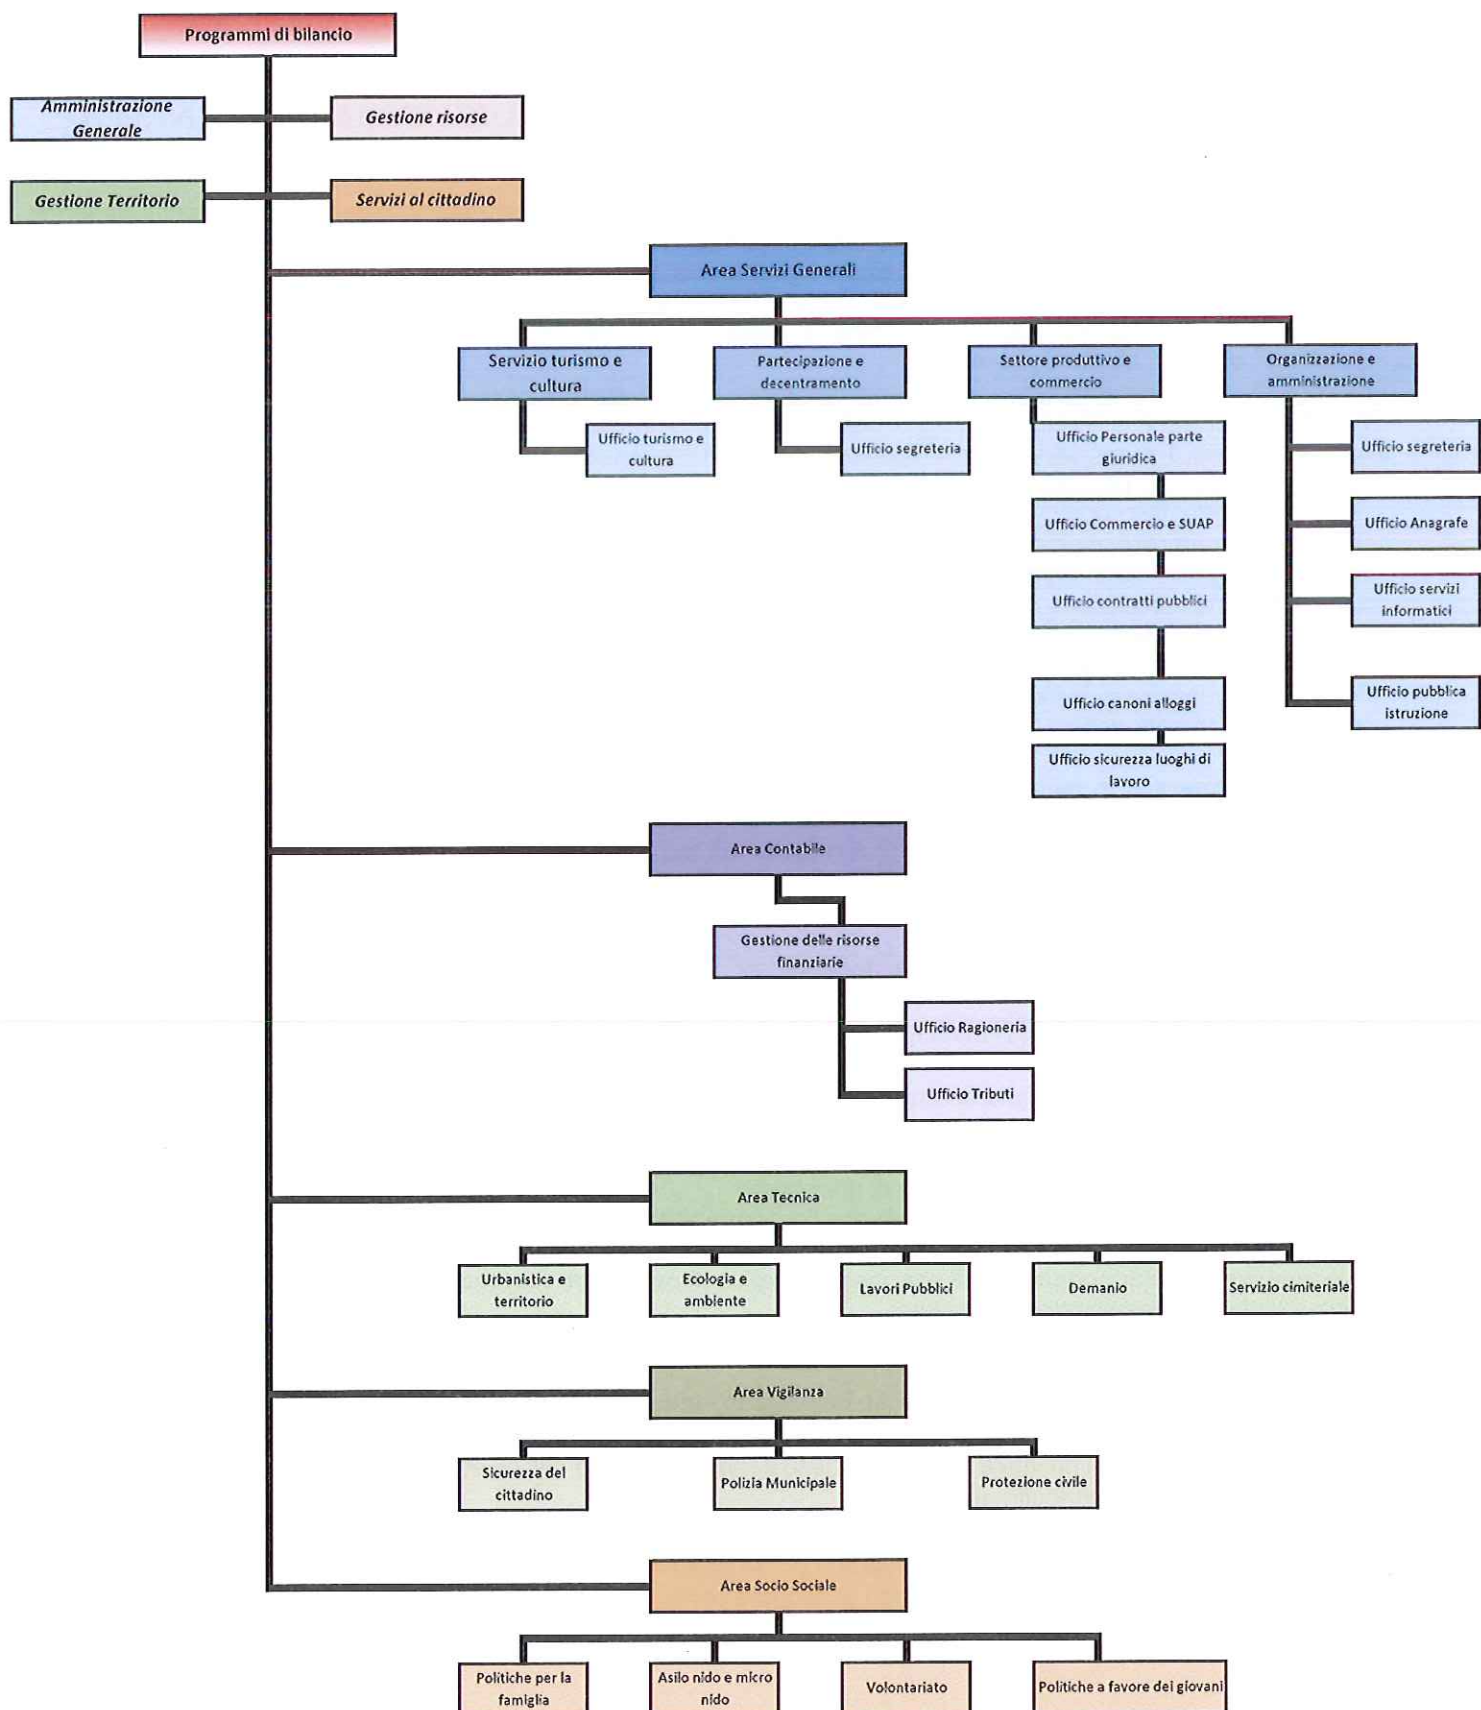 Programmi di bilancio
Amministrazione
Generale
Gestione risorse
Gestione Territorio
Servizi al cittadino
Area Servizi Generali
Servizio turismo e
cultura
Partecipazione e
decentramento
Settore produttivo e
commercio
Organizzazione e
amministrazione
Ufficio turismo e
cultura
Ufficio segreteria
Ufficio Personale parte
giuridica
Ufficio segreteria
Ufficio Commercio e SUAP
Ufficio Anagrafe
Ufficio contratti pubblici
Ufficio servizi
informatici
Ufficio canoni alloggi
Ufficio pubblica
istruzione
Ufficio sicurezza luoghi di
lavoro
Area Contabile
Gestione delle risorse
finanziarie
Ufficio Ragioneria
Ufficio Tributi
Area Tecnica
Urbanistica e
territorio
Ecologia e
ambiente
Lavori Pubblici
Demanio
Servizio cimiteriale
Area Vigilanza
Sicurezza del
cittadino
Polizia Municipale
Protezione civile
Area Socio Sociale
Politiche per la
famiglia
Asilo nido e micro
nido
Volontariato
Politiche a favore dei giovani